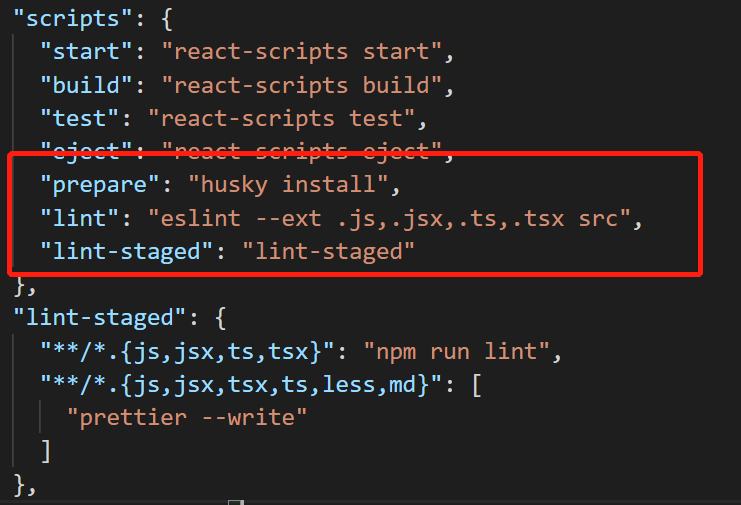 "scripts": {
"start": "react-scripts start",
"build": "react-scripts build",
"test": "react-scripts test",
"eject": "react-scripts eject",
"prepare": "husky install",
"lint": "eslint --ext .js,.jsx,.ts,.tsx src",
"lint-staged": "lint-staged"
},
"lint-staged": {
"**/*.{js,jsx,ts,tsx}": "npm run lint",
"**/*.{js,jsx,tsx,ts,less,md}": [
"prettier --write"
]
},